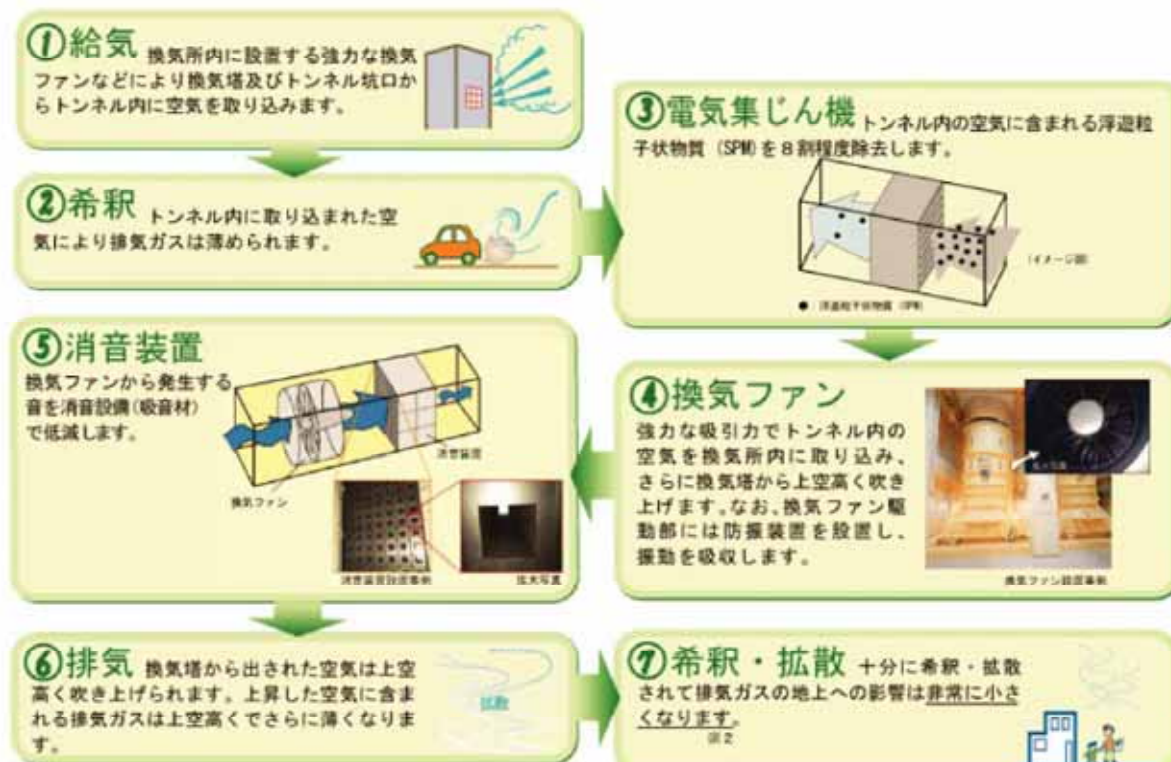 ①給気 換気所内に設置する強力な換気
ファンなどにより換気塔及びトンネル坑口か
らトンネル内に空気を取り込みます。
②希釈 トンネル内に取り込まれた空
気により排気ガスは薄められます。
③電気集じん機 トンネル内の空気に含まれる浮遊粒
子状物質 (SPM)を8割程度除去します。
(イメージ図)
● 浮遊粒子状物質 (SPM)
④換気ファン
強力な吸引力でトンネル内の
空気を換気所内に取り込み、
さらに換気塔から上空高く吹き
上げます。なお、換気ファン駆
動部には防振装置を設置し、
振動を吸収します。
換気ファン設置事例
⑤消音装置
換気ファンから発生する
音を消音設備(吸音材)
で低減します。
消音装置
換気ファン
消音装置設置事例
拡大写真
⑥排気 換気塔から出された空気は上空
高く吹き上げられます。上昇した空気に含ま
れる排気ガスは上空高くでさらに薄くなりま
す。
拡散
⑦希釈・拡散 十分に希釈・拡散
されて排気ガスの地上への影響は非常に小さ
くなります。